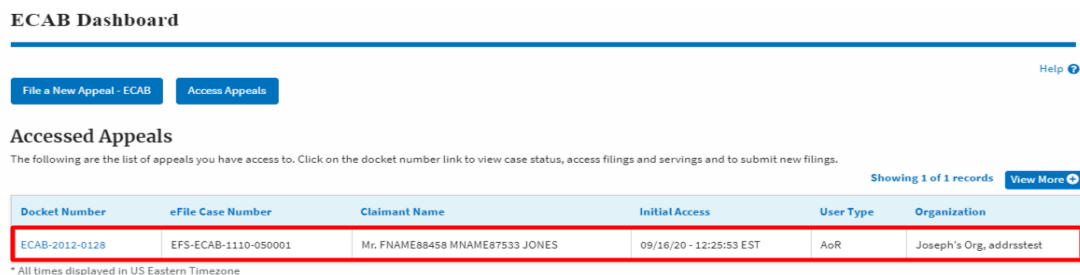 ECAB Dashboard
Help
File a New Appeal - ECAB Access Appeals
Accessed Appeals
The following are the list of appeals you have access to. Click on the docket number link to view case status, access filings and servings and to submit new filings.
Showing 1 of 1 records View More
Docket Number eFile Case Number Claimant Name Initial Access User Type Organization
ECAB-2012-0128 EFS-ECAB-1110-050001 Mr. FNAME88458 MNAME87533 JONES 09/16/20 - 12:25:53 EST AoR Joseph's Org, addrsstest
* All times displayed in US Eastern Timezone